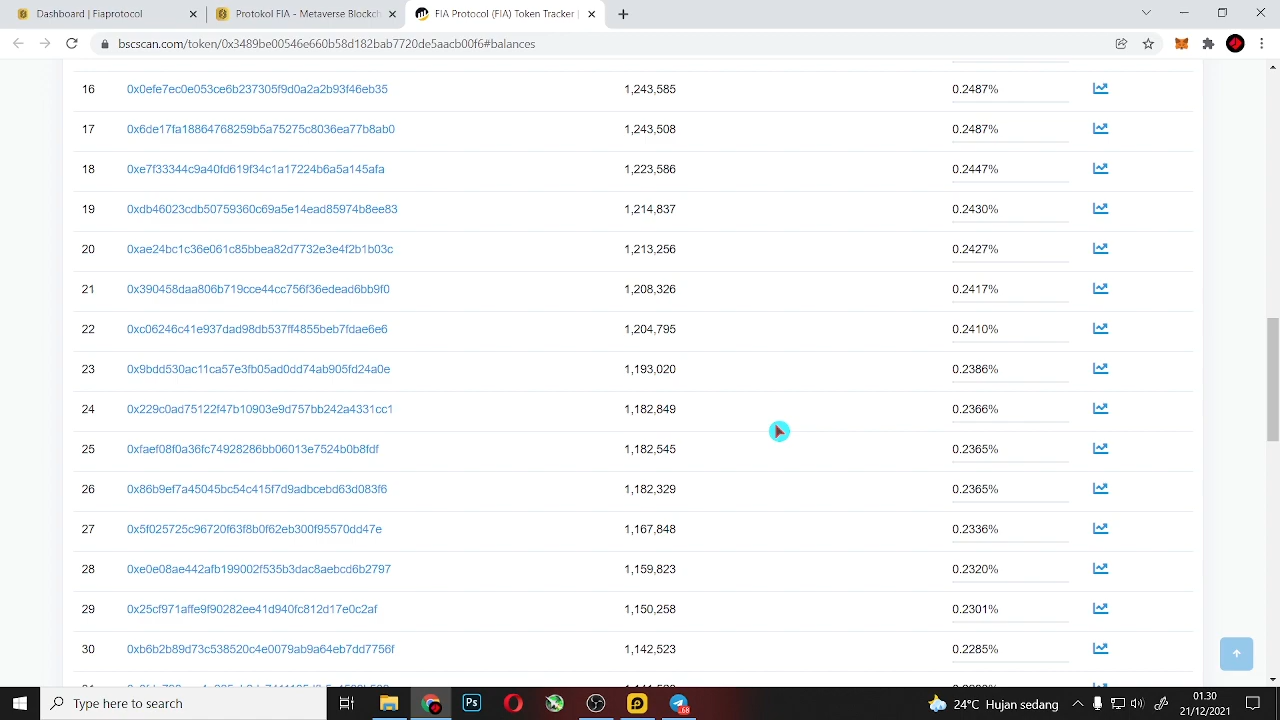 Dashboard | Fiaprotocol
Protokol FIA - Metaverse Blockch
FIA Protocol (FIA) Token Tracker |
bscscan.com/token/0x3489be00546e660b58d182bab7720de5aacb00f6#balances
16 0x0efe7ec0e053ce6b237305f9d0a2a2b93f46eb35 1,243,585 0.2487%
17 0x6de17fa18864768259b5a75275c8036ea77b8ab0 1,243,508 0.2487%
18 0xe7f33344c9a40fd619f34c1a17224b6a5a145afa 1,223,586 0.2447%
19 0xdb46023cdb50759360c69a5e14ead85974b8ee83 1,214,837 0.2430%
20 0xae24bc1c36e061c85bbea82d7732e3e4f2b1b03c 1,213,256 0.2427%
21 0x390458daa806b719cce44cc756f36edead6bb9f0 1,208,326 0.2417%
22 0xc06246c41e937dad98db537ff4855beb7fdae6e6 1,204,795 0.2410%
23 0x9bdd530ac11ca57e3fb05ad0dd74ab905fd24a0e 1,193,020 0.2386%
24 0x229c0ad75122f47b10903e9d757bb242a4331cc1 1,182,849 0.2366%
25 0xfaef08f0a36fc74928286bb06013e7524b0b8fdf 1,182,545 0.2365%
26 0x86b9ef7a45045bc54c415f7d9adbcebd63d083f6 1,182,329 0.2365%
27 0x5f025725c96720f63f8b0f62eb300f95570dd47e 1,167,848 0.2336%
28 0xe0e08ae442afb199002f535b3dac8aebcd6b2797 1,159,823 0.2320%
29 0x25cf971affe9f90282ee41d940fc812d17e0c2af 1,150,258 0.2301%
30 0xb6b2b89d73c538520c4e0079ab9a64eb7dd7756f 1,142,523 0.2285%
Type here to search
Ps
68
24°C Hujan sedang
01.30
21/12/2021